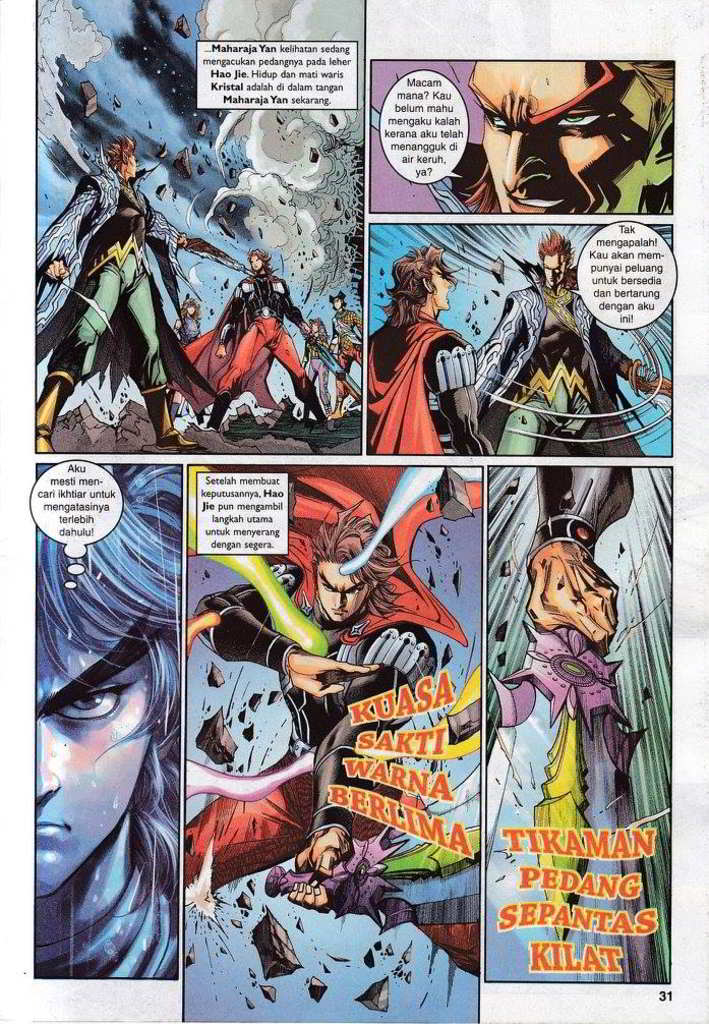 ...Maharaja Yan kelihatan sedang
mengacukan pedangnya pada leher
Hao Jie. Hidup dan mati waris
Kristal adalah di dalam tangan
Maharaja Yan sekarang.
Macam
mana? Kau
belum mahu
mengaku kalah
kerana aku telah
menangguk di
air keruh,
ya?
Tak
mengapalah!
Kau akan mem-
punyai peluang
untuk bersedia
dan bertarung
dengan aku
ini!
Aku
mesti men-
cari ikhtiar untuk
mengatasinya
terlebih
dahulu!
Setelah membuat
keputusannya, Hao
Jie pun mengambil
langkah utama
untuk menyerang
dengan segera.
KUASA
SAKTI
WARNA
BERLIMA
TIKAMAN
PEDANG
SEPANTAS
KILAT
31